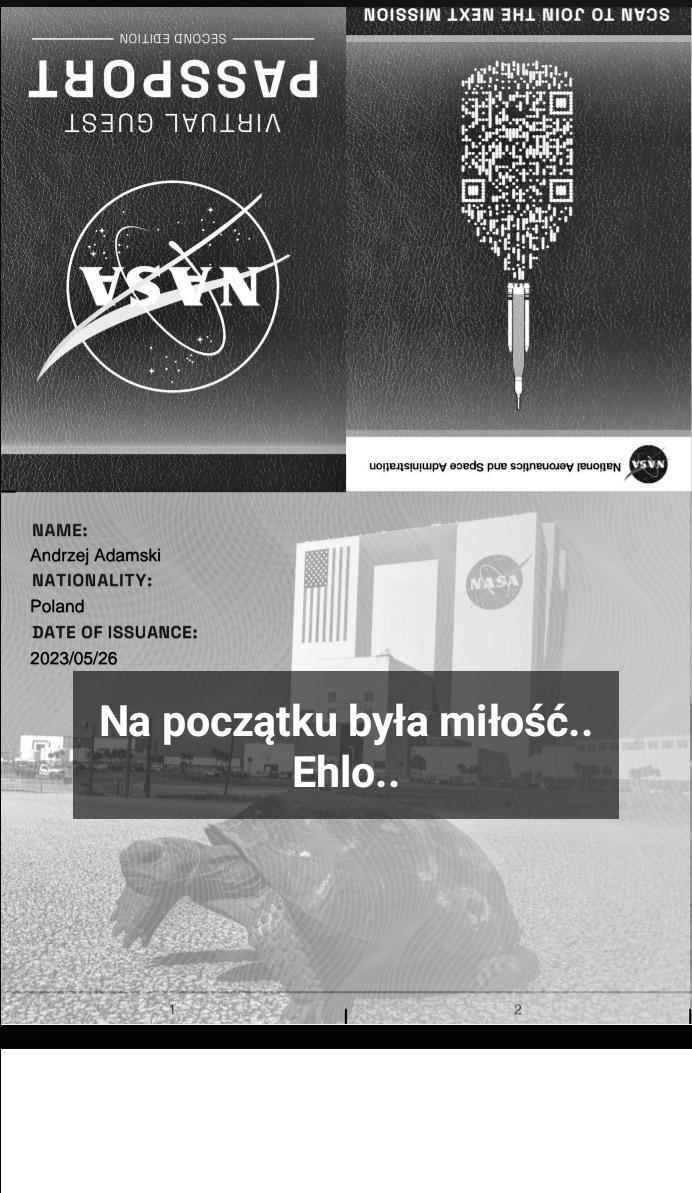 SCAN TO JOIN THE NEXT MISSION
SECOND EDITION
PASSPORT
VIRTUAL GUEST
NASA
National Aeronautics and Space Administration
NASA
NAME:
Andrzej Adamski
NATIONALITY:
Poland
DATE OF ISSUANCE:
2023/05/26
NASA
Na początku była miłość..
Ehlo..
1
2